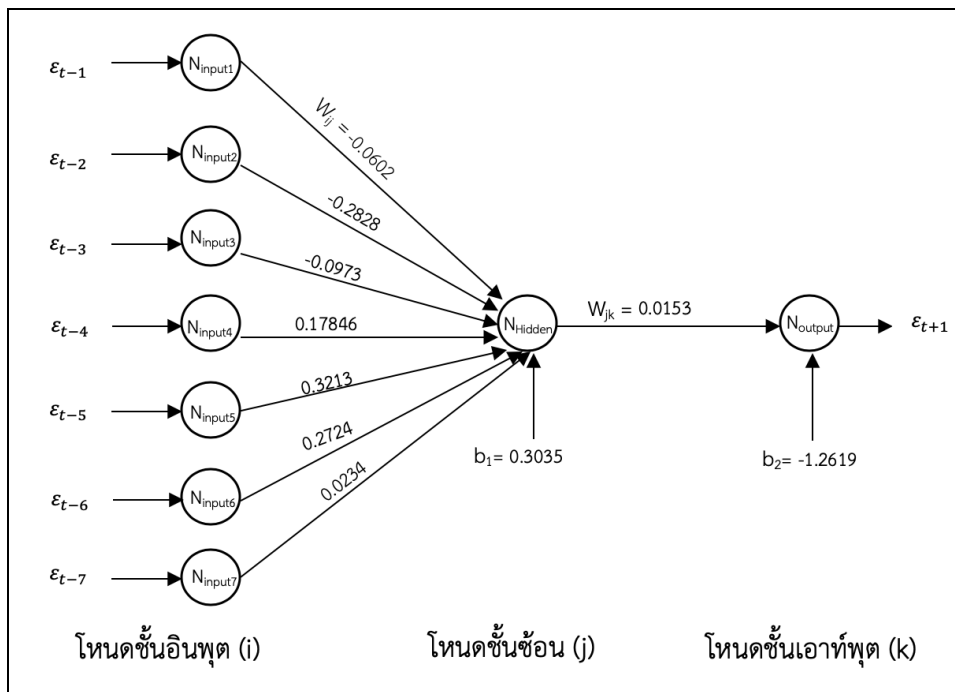 ε_{t−1}
N_{input1}
W_{ij} = -0.0602
ε_{t−2}
N_{input2}
-0.2828
ε_{t−3}
N_{input3}
-0.0973
ε_{t−4}
N_{input4}
0.17846
N_{Hidden}
W_{jk} = 0.0153
N_{output}
ε_{t+1}
ε_{t−5}
N_{input5}
0.3213
ε_{t−6}
N_{input6}
0.2724
b_1= 0.3035
b_2= -1.2619
ε_{t−7}
N_{input7}
0.0234
โหนดชั้นอินพุต (i)
โหนดชั้นซ้อน (j)
โหนดชั้นเอาท์พุต (k)